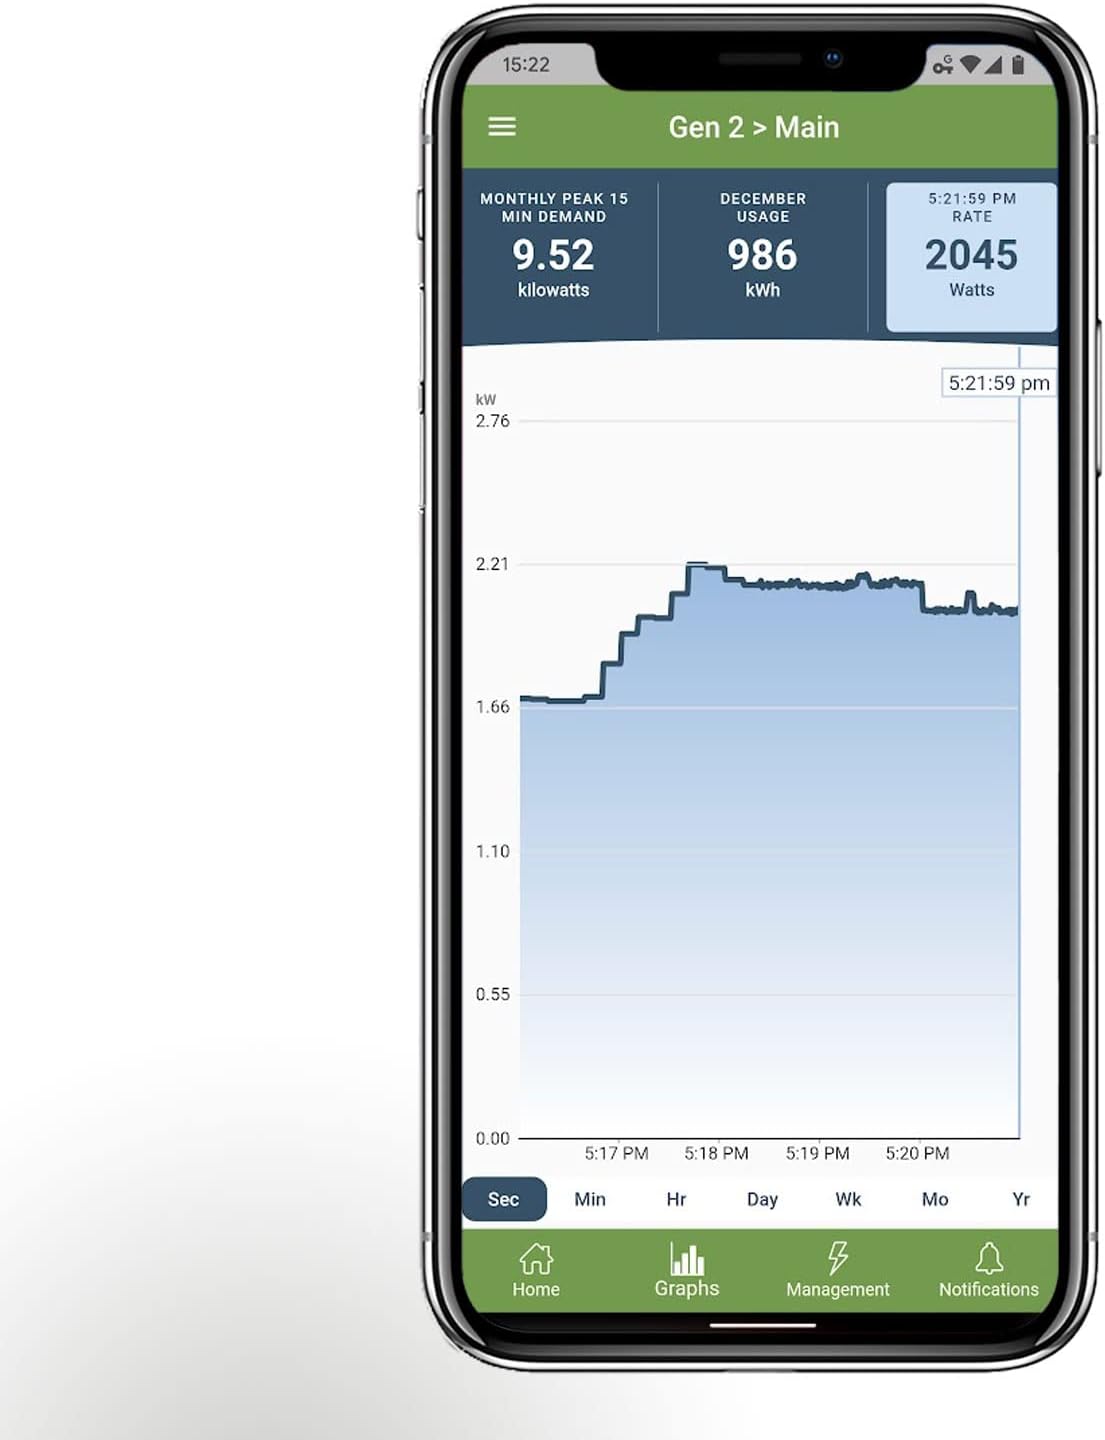 15:22
G
Gen 2 > Main
MONTHLY PEAK 15
MIN DEMAND
9.52
kilowatts
DECEMBER
USAGE
986
kWh
5:21:59 PM
RATE
2045
Watts
5:21:59 pm
kW
2.76
2.21
1.66
1.10
0.55
0.00
5:17 PM 5:18 PM 5:19 PM 5:20 PM
Sec Min Hr Day Wk Mo Yr
Home Graphs Management Notifications